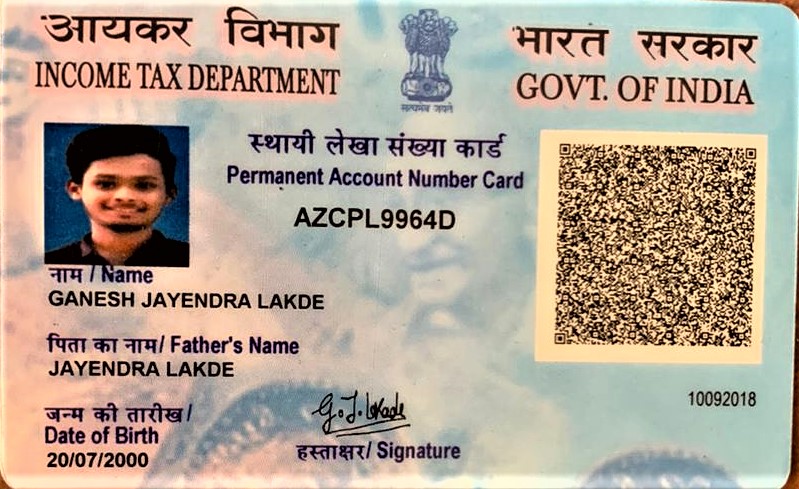 आयकर विभाग
INCOME TAX DEPARTMENT
सत्यमेव जयते
भारत सरकार
GOVT. OF INDIA
स्थायी लेखा संख्या कार्ड
Permanent Account Number Card
AZCPL9964D
नाम / Name
GANESH JAYENDRA LAKDE
पिता का नाम/ Father's Name
JAYENDRA LAKDE
जन्म की तारीख/
Date of Birth
20/07/2000
G.J.Lakade
हस्ताक्षर/ Signature
10092018